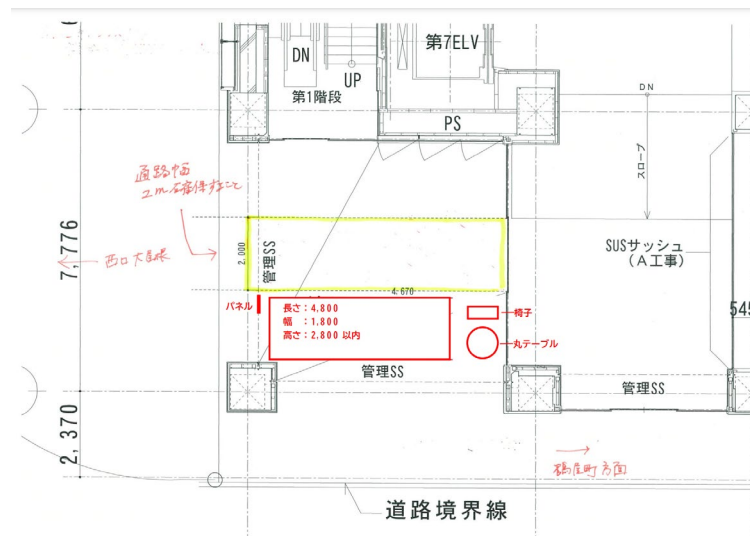 DN
UP
第1階段
第7ELV
PS
DN
スロープ
通路幅
2m確保すること
西口大屋根
7,776
2,000
管理SS
4,670
SUSサッシュ
(A工事)
パネル
長さ:4,800
幅 :1,800
高さ:2,800 以内
椅子
丸テーブル
545
管理SS
管理SS
2,370
鶴屋町方面
道路境界線